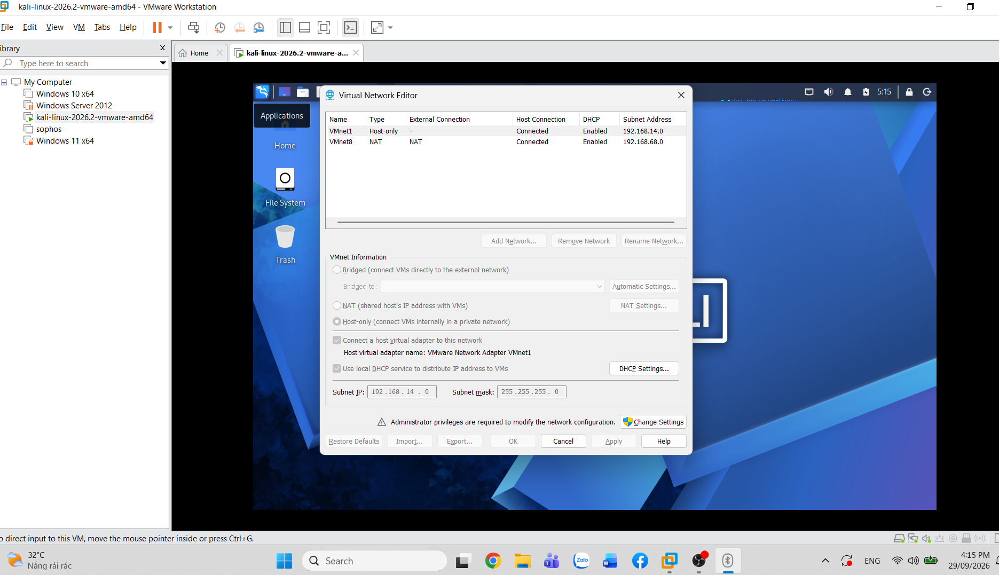 kali-linux-2026.2-vmware-amd64 - VMware Workstation
File Edit View VM Tabs Help
ibrary
Type here to search
My Computer
Windows 10 x64
Windows Server 2012
kali-linux-2026.2-vmware-amd64
sophos
Windows 11 x64
Home
kali-linux-2026.2-vmware-a...
5:15
Applications
Home
File System
Trash
Virtual Network Editor
Name Type External Connection Host Connection DHCP Subnet Address
VMnet1 Host-only - Connected Enabled 192.168.14.0
VMnet8 NAT NAT Connected Enabled 192.168.68.0
Add Network... Remove Network Rename Network...
VMnet Information
Bridged (connect VMs directly to the external network)
Bridged to: Automatic Settings...
NAT (shared host's IP address with VMs) NAT Settings...
Host-only (connect VMs internally in a private network)
Connect a host virtual adapter to this network
Host virtual adapter name: VMware Network Adapter VMnet1
Use local DHCP service to distribute IP address to VMs DHCP Settings...
Subnet IP: 192 . 168 . 14 . 0 Subnet mask: 255 . 255 . 255 . 0
Administrator privileges are required to modify the network configuration. Change Settings
Restore Defaults Import... Export... OK Cancel Apply Help
LI
o direct input to this VM, move the mouse pointer inside or press Ctrl+G.
32°C
Nắng rải rác
Search
Zalo
ENG
4:15 PM
29/09/2026